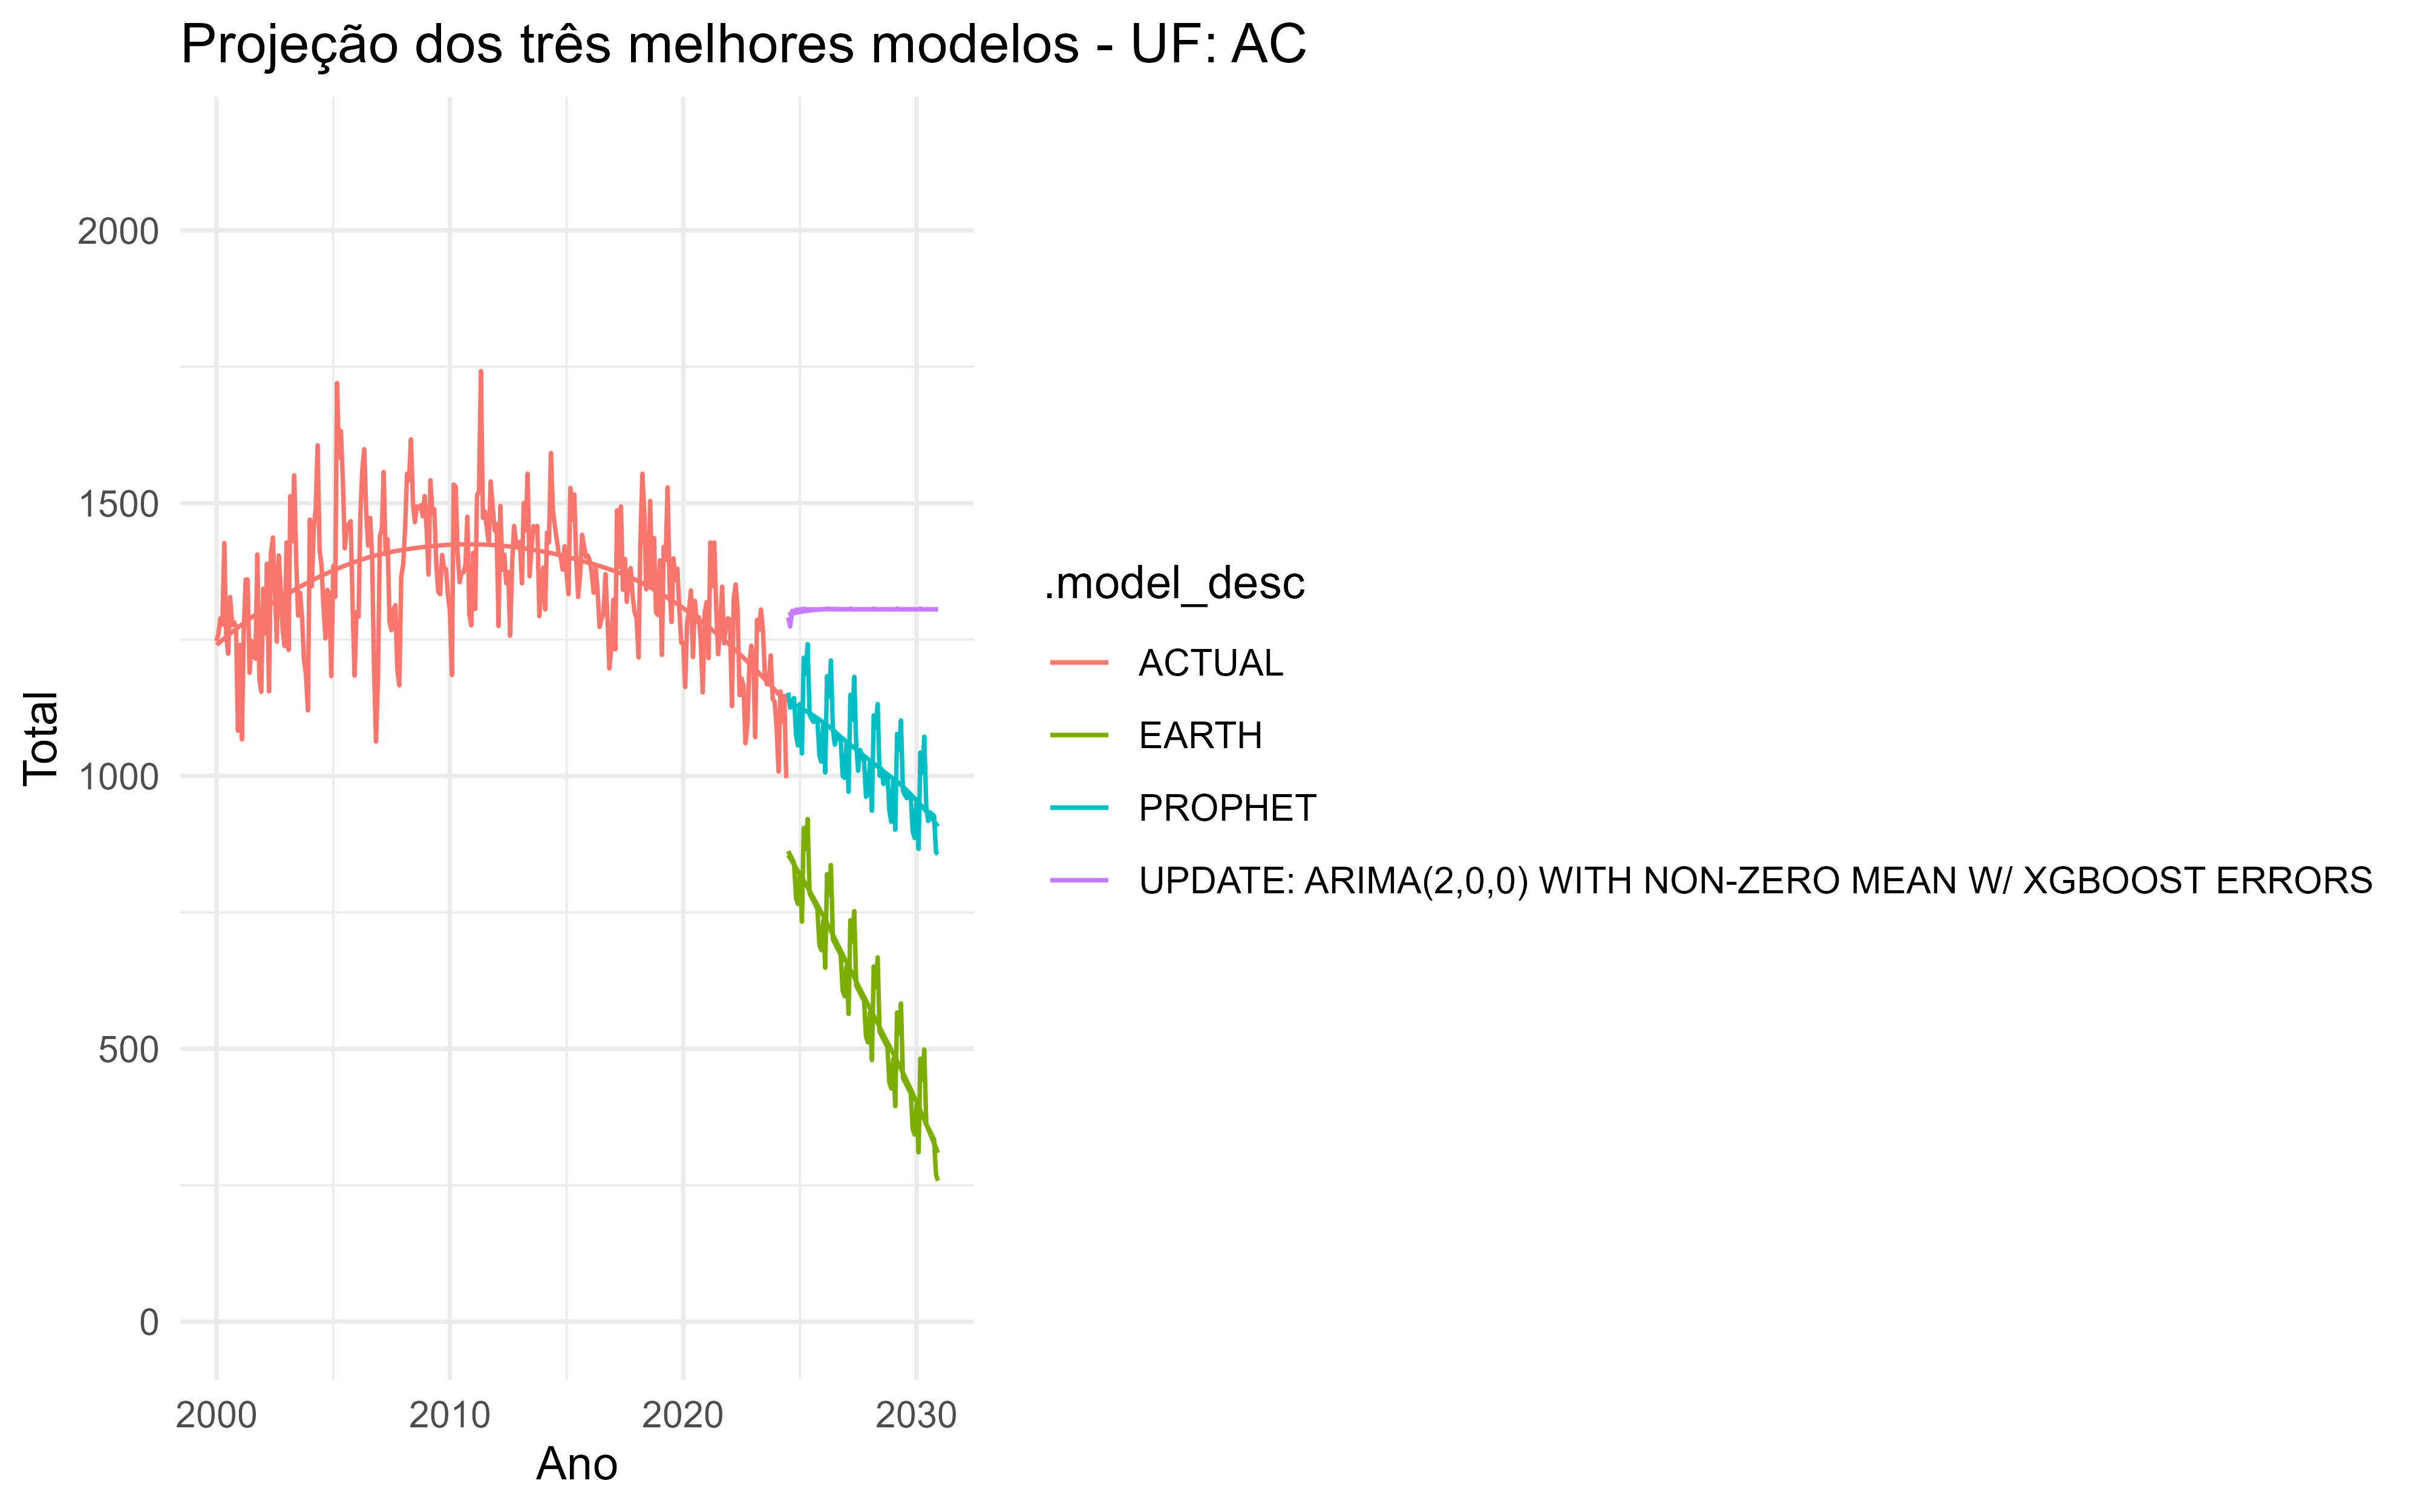 Projeção dos três melhores modelos - UF: AC
Total
2000
1500
1000
500
0
2000 2010 2020 2030
Ano
.model_desc
ACTUAL
EARTH
PROPHET
UPDATE: ARIMA(2,0,0) WITH NON-ZERO MEAN W/ XGBOOST ERRORS